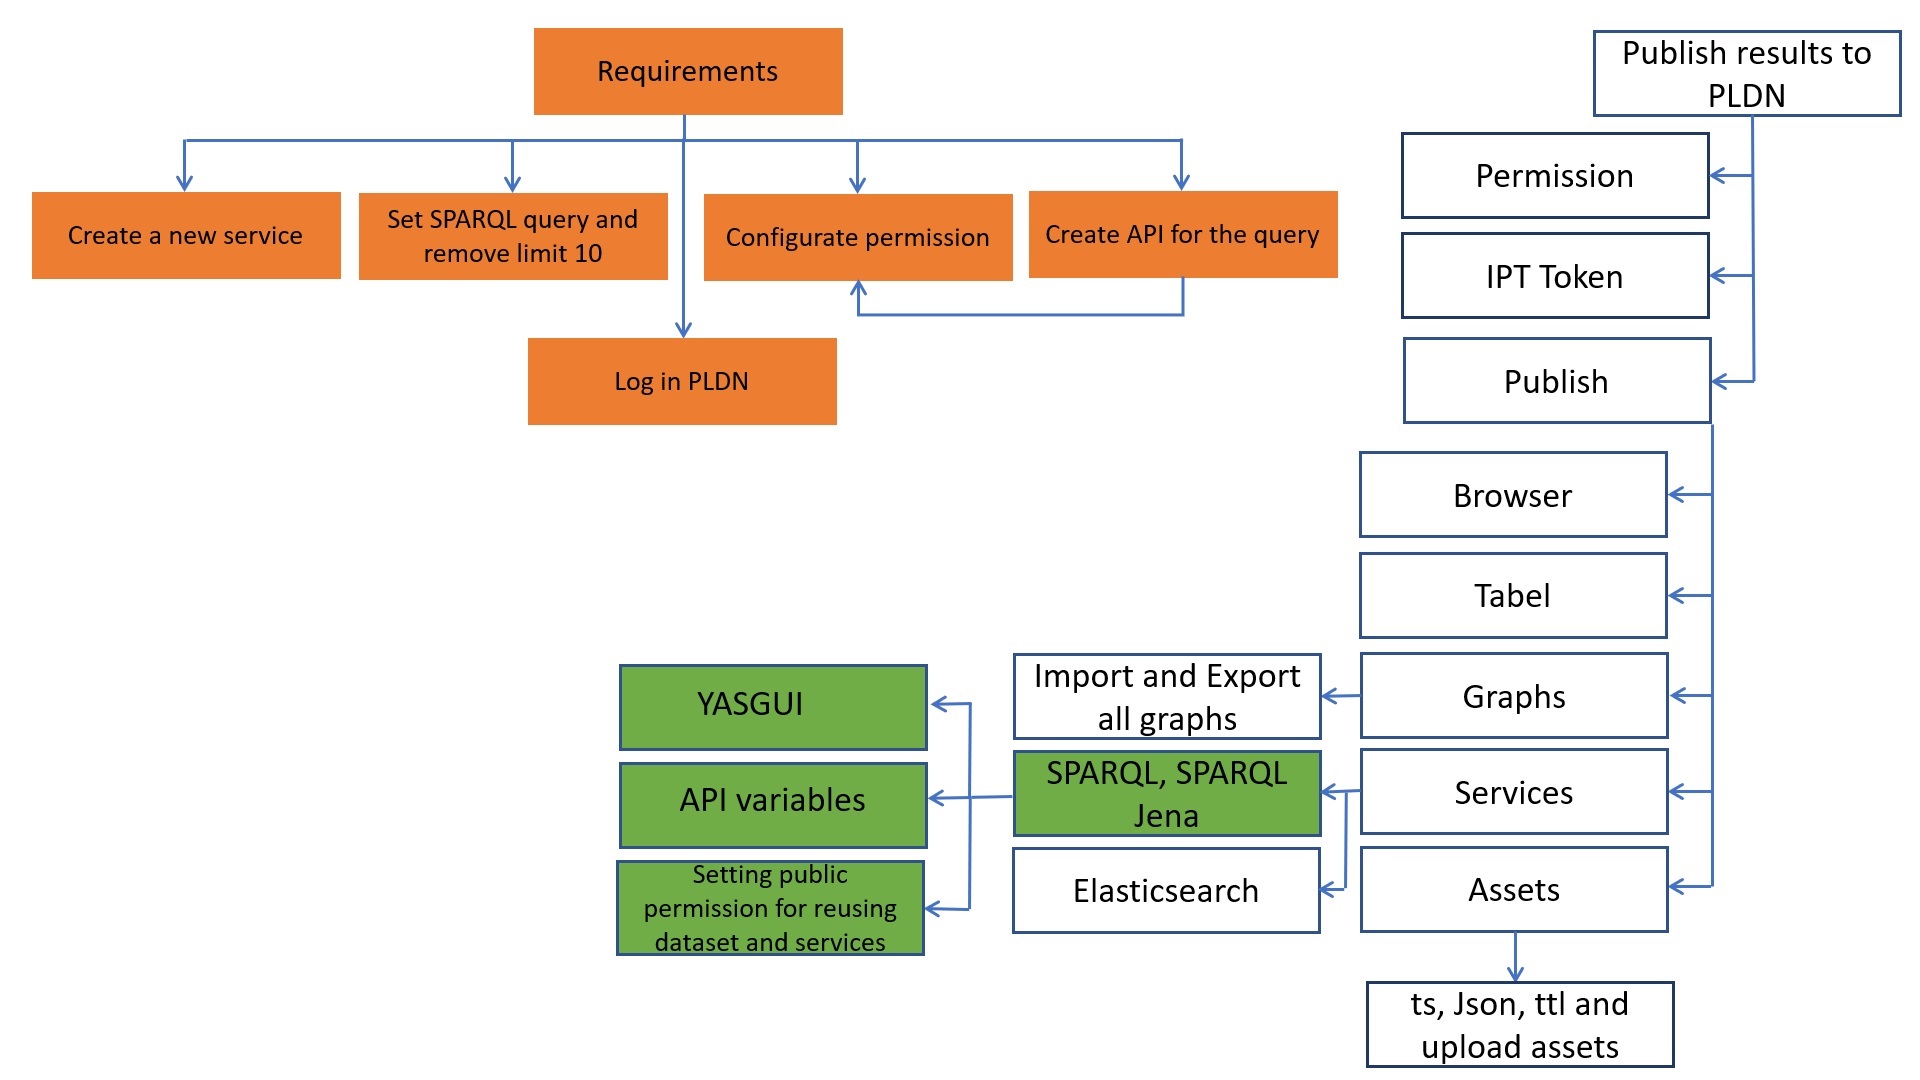 Requirements
Create a new service
Set SPARQL query and
remove limit 10
Configurate permission
Create API for the query
Log in PLDN
Publish results to
PLDN
Permission
IPT Token
Publish
Browser
Tabel
Graphs
Import and Export
all graphs
Services
SPARQL, SPARQL
Jena
Elasticsearch
YASGUI
API variables
Setting public
permission for reusing
dataset and services
Assets
ts, Json, ttl and
upload assets